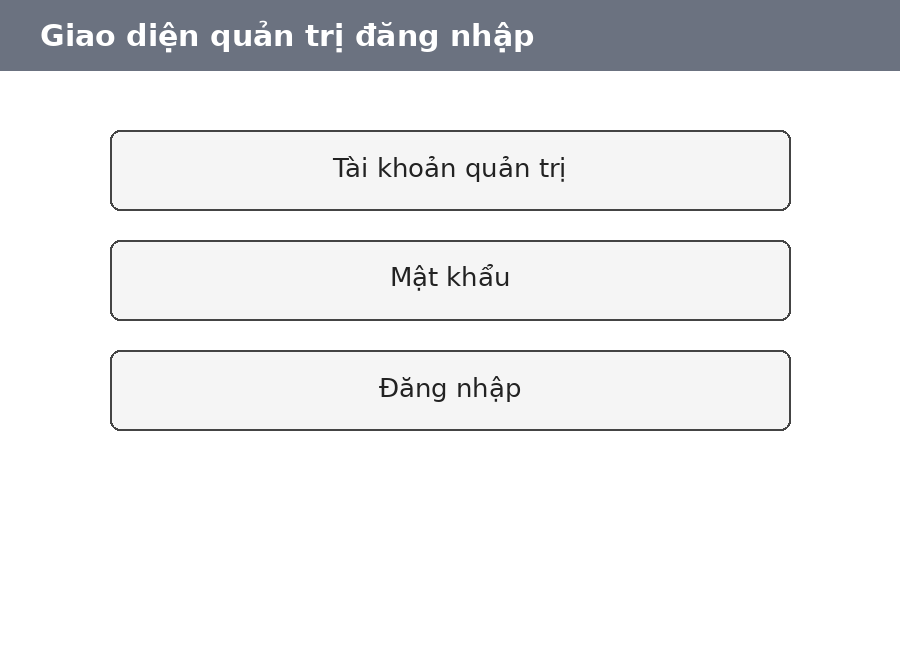 Giao diện quản trị đăng nhập
Tài khoản quản trị
Mật khẩu
Đăng nhập